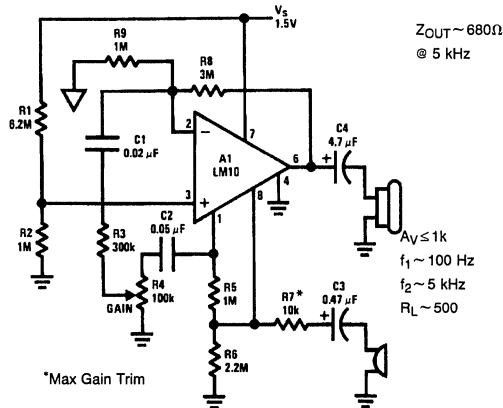 VS
1.5V
ZOUT~680Ω
@ 5 kHz
R9
1M
R8
3M
R1
6.2M
C1
0.02 μF
2
7
A1
LM10
6
C4
4.7 μF
+
−
4
3
+
8
1
C2
0.05 μF
R2
1M
R3
300k
R4
100k
GAIN
R5
1M
R7*
10k
C3
0.47 μF
+
R6
2.2M
AV≤1k
f1~100 Hz
f2~5 kHz
RL~500
*Max Gain Trim